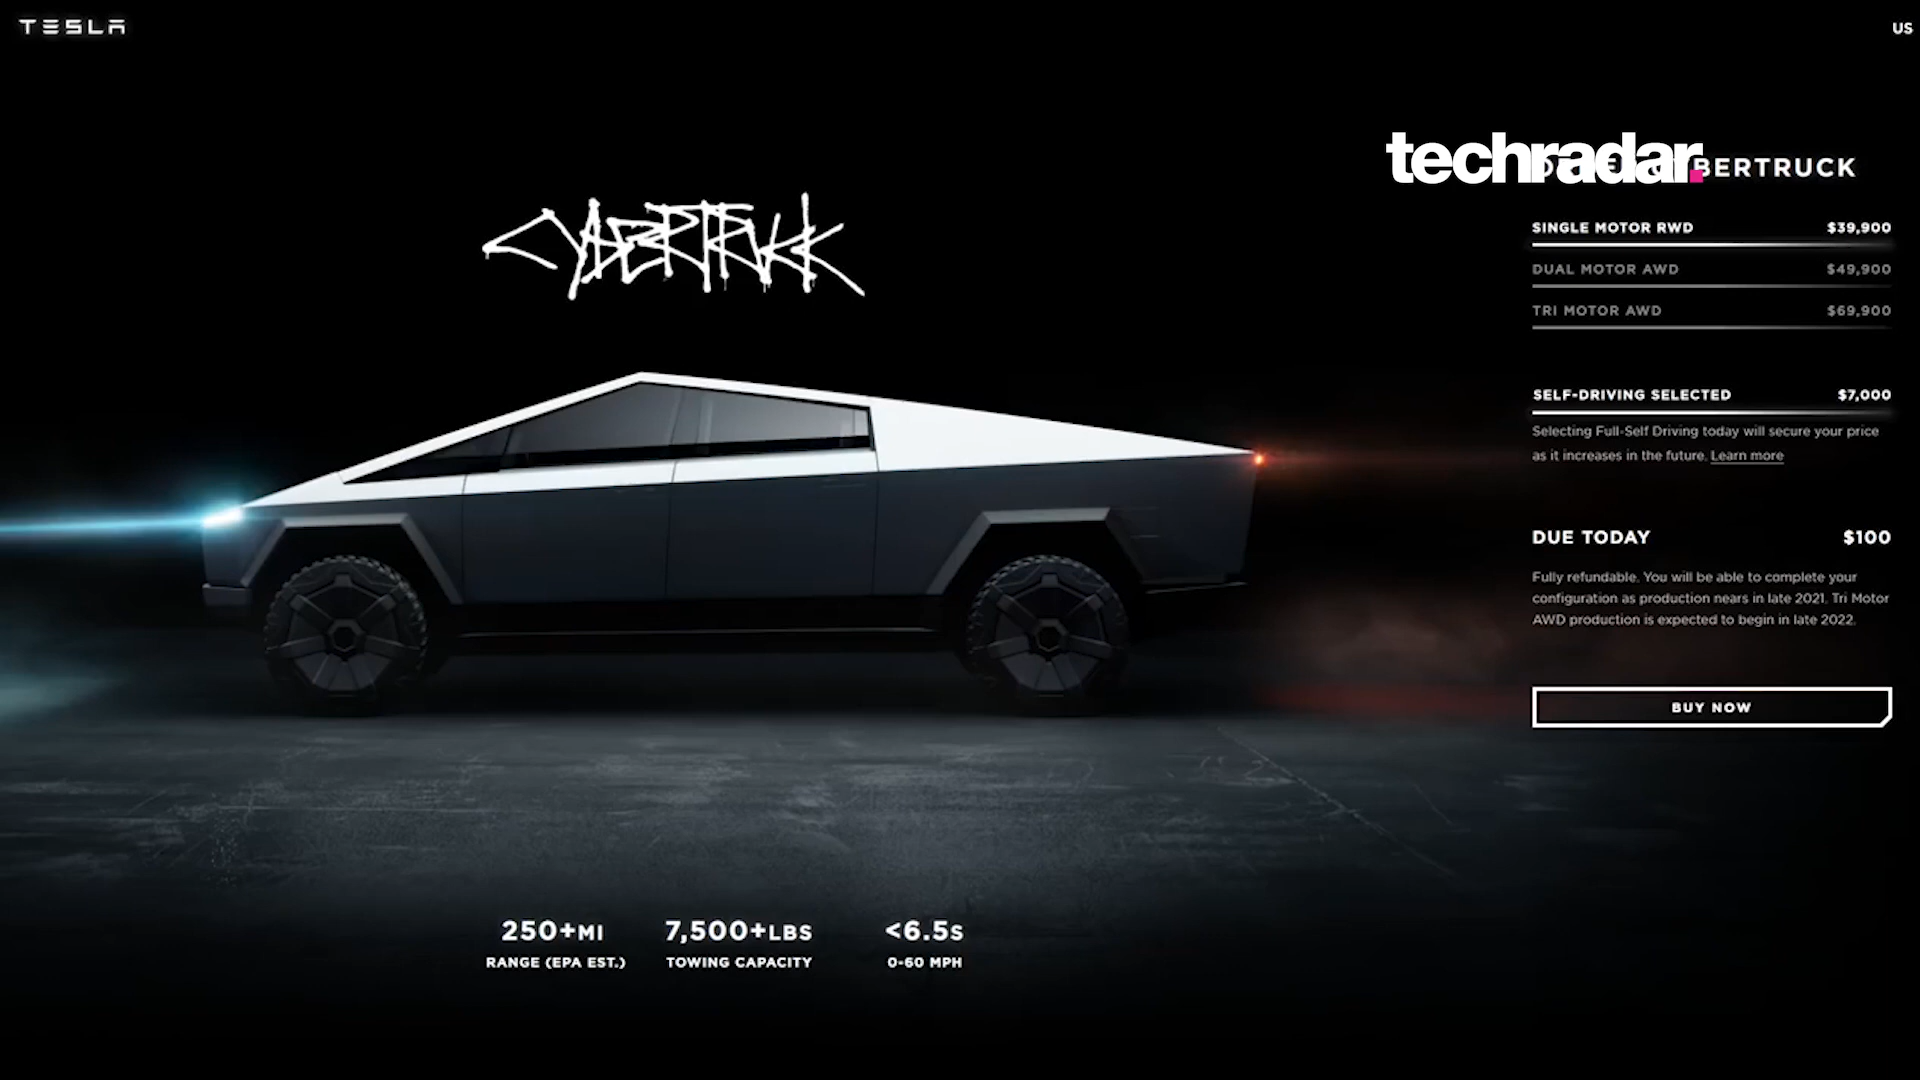 TESLA
US
techradar.
BERTRUCK
CYBERTRUCK
SINGLE MOTOR RWD $39,900
DUAL MOTOR AWD $49,900
TRI MOTOR AWD $69,900
SELF-DRIVING SELECTED $7,000
Selecting Full-Self Driving today will secure your price
as it increases in the future. Learn more
DUE TODAY $100
Fully refundable. You will be able to complete your
configuration as production nears in late 2021. Tri Motor
AWD production is expected to begin in late 2022.
BUY NOW
250+MI 7,500+LBS <6.5S
RANGE (EPA EST.) TOWING CAPACITY 0-60 MPH